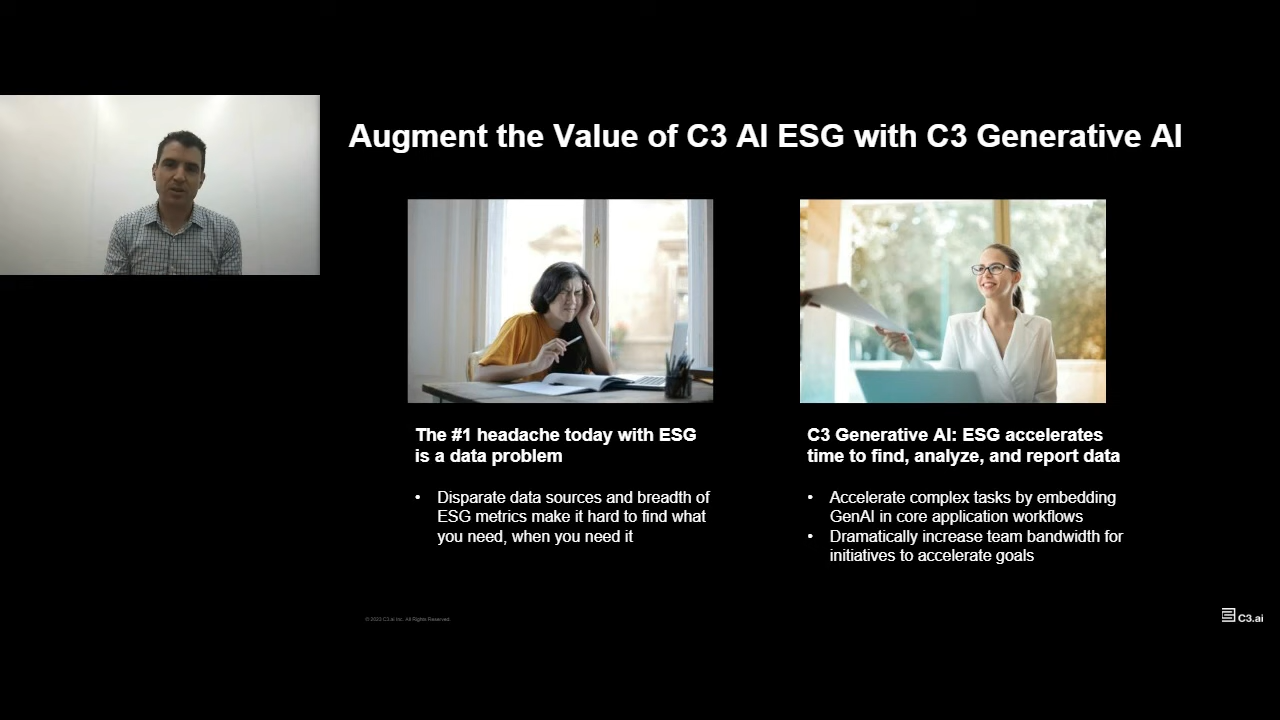 Augment the Value of C3 AI ESG with C3 Generative AI
The #1 headache today with ESG
is a data problem
• Disparate data sources and breadth of
ESG metrics make it hard to find what
you need, when you need it
C3 Generative AI: ESG accelerates
time to find, analyze, and report data
• Accelerate complex tasks by embedding
GenAI in core application workflows
• Dramatically increase team bandwidth for
initiatives to accelerate goals
© 2023 C3.ai Inc. All Rights Reserved.
C3.ai